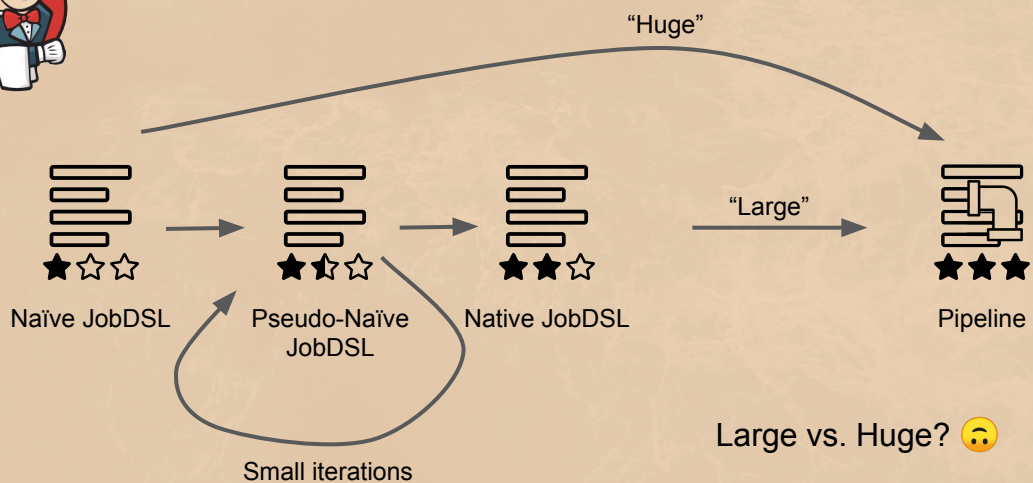 “Huge”
“Large”
Naïve JobDSL
Pseudo-Naïve
JobDSL
Native JobDSL
Pipeline
Large vs. Huge? 🙃
Small iterations